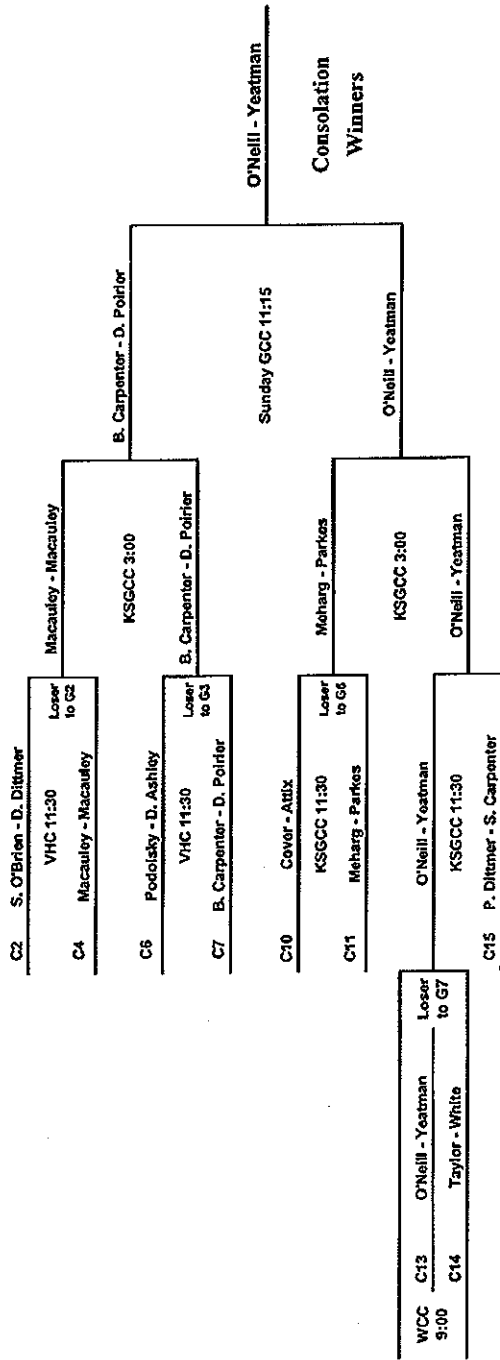 C2 S. O'Brien - D. Dittmer
VHC 11:30
Loser
to G2
C4 Macauley - Macauley
Macauley - Macauley
KSGCC 3:00
C6 Podolsky - D. Ashley
VHC 11:30
Loser
to G3
C7 B. Carpenter - D. Poirier
B. Carpenter - D. Poirier
B. Carpenter - D. Poirier
Sunday GCC 11:15
O'Neill - Yeatman
Consolation
Winners
C10 Cover - Attix
KSGCC 11:30
Loser
to G5
C11 Meharg - Parkes
Meharg - Parkes
KSGCC 3:00
O'Neill - Yeatman
WCC
9:00
C13 O'Neill - Yeatman
Loser
to G7
C14 Taylor - White
O'Neill - Yeatman
KSGCC 11:30
C15 P. Dittmer - S. Carpenter
O'Neill - Yeatman